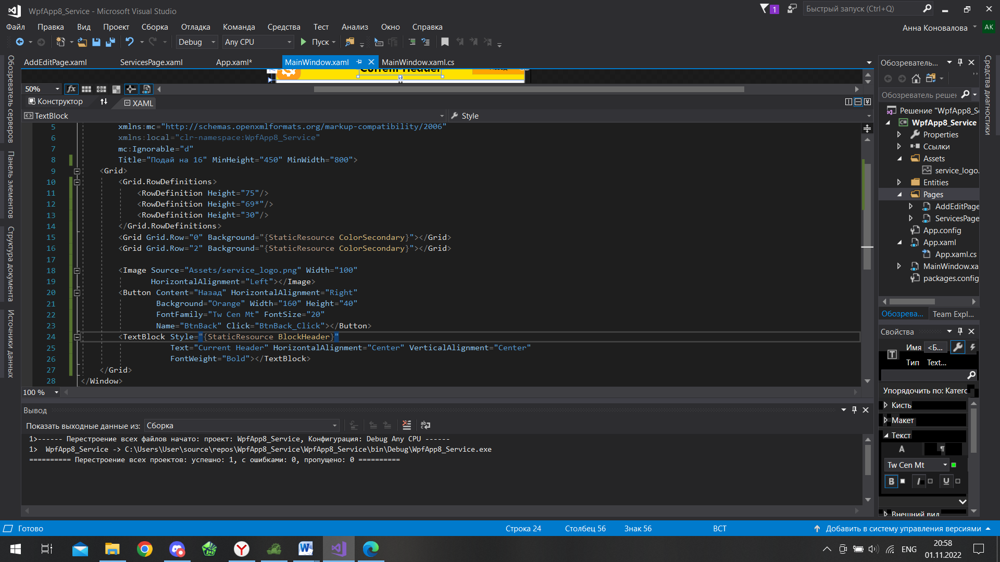 WpfApp8_Service - Microsoft Visual Studio
1
Быстрый запуск (Ctrl+Q)
Файл Правка Вид Проект Сборка Отладка Команда Средства Тест Анализ Окно Справка
Анна Коновалова AK
Debug Any CPU Пуск
Обозреватель серверов
Панель элементов
Структура документа
Источники данных
AddEditPage.xaml ServicesPage.xaml App.xaml* MainWindow.xaml MainWindow.xaml.cs
Current Header
50%
Конструктор XAML
TextBlock Style
5 xmlns:mc="http://schemas.openxmlformats.org/markup-compatibility/2006"
6 xmlns:local="clr-namespace:WpfApp8_Service"
7 mc:Ignorable="d"
8 Title="Подай на 16" MinHeight="450" MinWidth="800">
9 <Grid>
10 <Grid.RowDefinitions>
11 <RowDefinition Height="75"/>
12 <RowDefinition Height="69*"/>
13 <RowDefinition Height="30"/>
14 </Grid.RowDefinitions>
15 <Grid Grid.Row="0" Background="{StaticResource ColorSecondary}"></Grid>
16 <Grid Grid.Row="2" Background="{StaticResource ColorSecondary}"></Grid>
17
18 <Image Source="Assets/service_logo.png" Width="100"
19 HorizontalAlignment="Left"></Image>
20 <Button Content="Назад" HorizontalAlignment="Right"
21 Background="Orange" Width="160" Height="40"
22 FontFamily="Tw Cen Mt" FontSize="20"
23 Name="BtnBack" Click="BtnBack_Click"></Button>
24 <TextBlock Style="{StaticResource BlockHeader}"
25 Text="Current Header" HorizontalAlignment="Center" VerticalAlignment="Center"
26 FontWeight="Bold"></TextBlock>
27 </Grid>
28 </Window>
100 %
Вывод
Показать выходные данные из: Сборка
1>------ Перестроение всех файлов начато: проект: WpfApp8_Service, Конфигурация: Debug Any CPU ------
1> WpfApp8_Service -> C:\Users\User\source\repos\WpfApp8_Service\WpfApp8_Service\bin\Debug\WpfApp8_Service.exe
========== Перестроение всех проектов: успешно: 1, с ошибками: 0, пропущено: 0 ==========
Обозреватель...
Обозреватель решен
Решение "WpfApp8_S
WpfApp8_Service
Properties
Ссылки
Assets
service_logo.
Entities
Pages
AddEditPage
ServicesPage
App.config
App.xaml
App.xaml.cs
MainWindow.xa
packages.config
Обозрева... Team Expl...
Свойства
Имя <Б...
Тип Text...
Упорядочить по: Катего
Кисть
Макет
Текст
A ¶
Tw Cen Mt
B I U
Внешний вид
Средства диагностики
Готово Строка 24 Столбец 56 Знак 56 ВСТ Добавить в систему управления версиями
ENG 20:58
01.11.2022